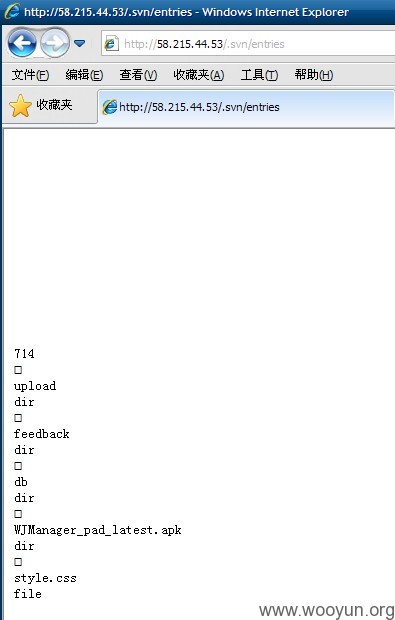 http://58.215.44.53/.svn/entries - Windows Internet Explorer
http://58.215.44.53/.svn/entries
文件(F) 编辑(E) 查看(V) 收藏夹(A) 工具(T) 帮助(H)
收藏夹 http://58.215.44.53/.svn/entries
714
□
upload
dir
□
feedback
dir
□
db
dir
□
WJManager_pad_latest.apk
dir
□
style.css
file
www.wooyun.org